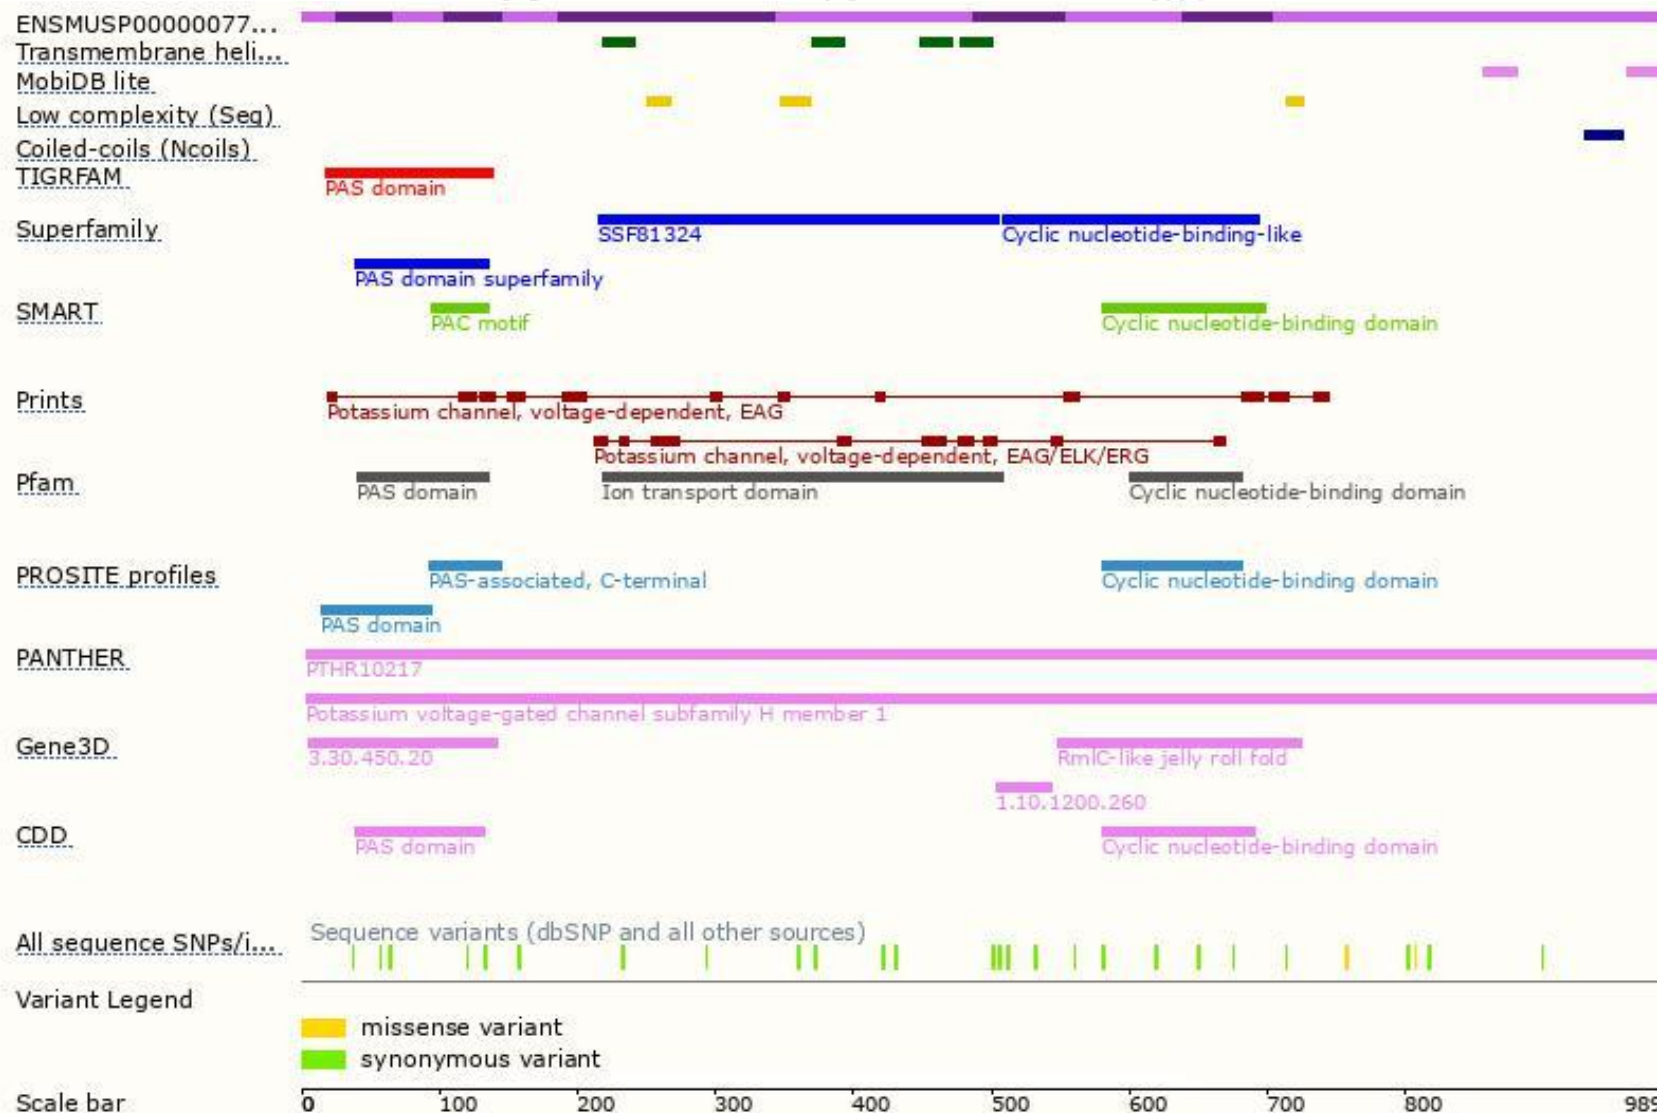 ENSMUSP00000077...
Transmembrane heli...
MobiDB lite
Low complexity (Seg)
Coiled-coils (Ncoils)
TIGRFAM
PAS domain
Superfamily
SSF81324 Cyclic nucleotide-binding-like
PAS domain superfamily
SMART
PAC motif Cyclic nucleotide-binding domain
Prints
Potassium channel, voltage-dependent, EAG
Potassium channel, voltage-dependent, EAG/ELK/ERG
Pfam
PAS domain Ion transport domain Cyclic nucleotide-binding domain
PROSITE profiles
PAS-associated, C-terminal Cyclic nucleotide-binding domain
PAS domain
PANTHER
PTHR10217
Potassium voltage-gated channel subfamily H member 1
Gene3D
3.30.450.20 RmlC-like jelly roll fold
1.10.1200.260
CDD
PAS domain Cyclic nucleotide-binding domain
Sequence variants (dbSNP and all other sources)
All sequence SNPs/i...
Variant Legend
missense variant
synonymous variant
Scale bar 0 100 200 300 400 500 600 700 800 989